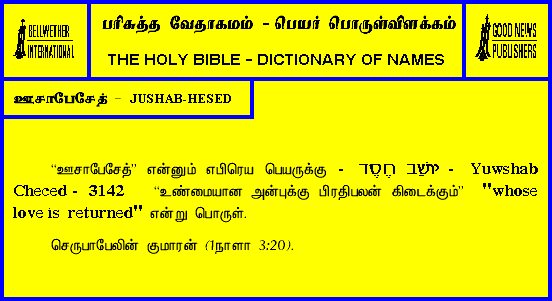 BELLWETHER
INTERNATIONAL
பரிசுத்த வேதாகமம் - பெயர் பொருள்விளக்கம்
THE HOLY BIBLE - DICTIONARY OF NAMES
GOOD NEWS
PUBLISHERS
ஊசாபேசேத் - JUSHAB-HESED
“ஊசாபேசேத்” என்னும் எபிரெய பெயருக்கு - יוּשַׁב חֶסֶד - Yuwshab
Checed - 3142 “உண்மையான அன்புக்கு பிரதிபலன் கிடைக்கும்” "whose
love is returned" என்று பொருள்.
செருபாபேலின் குமாரன் (1நாளா 3:20).